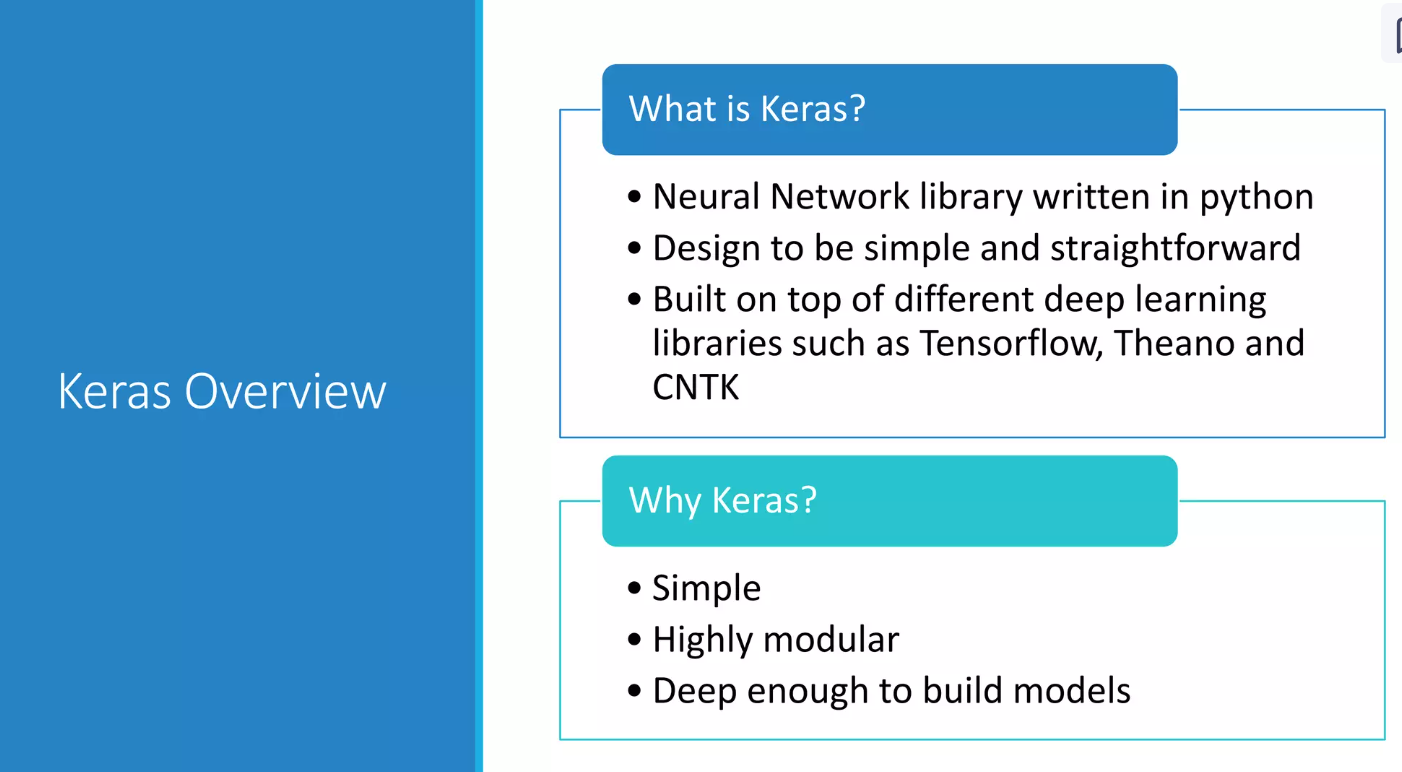 Keras Overview
What is Keras?
• Neural Network library written in python
• Design to be simple and straightforward
• Built on top of different deep learning
libraries such as Tensorflow, Theano and
CNTK
Why Keras?
• Simple
• Highly modular
• Deep enough to build models